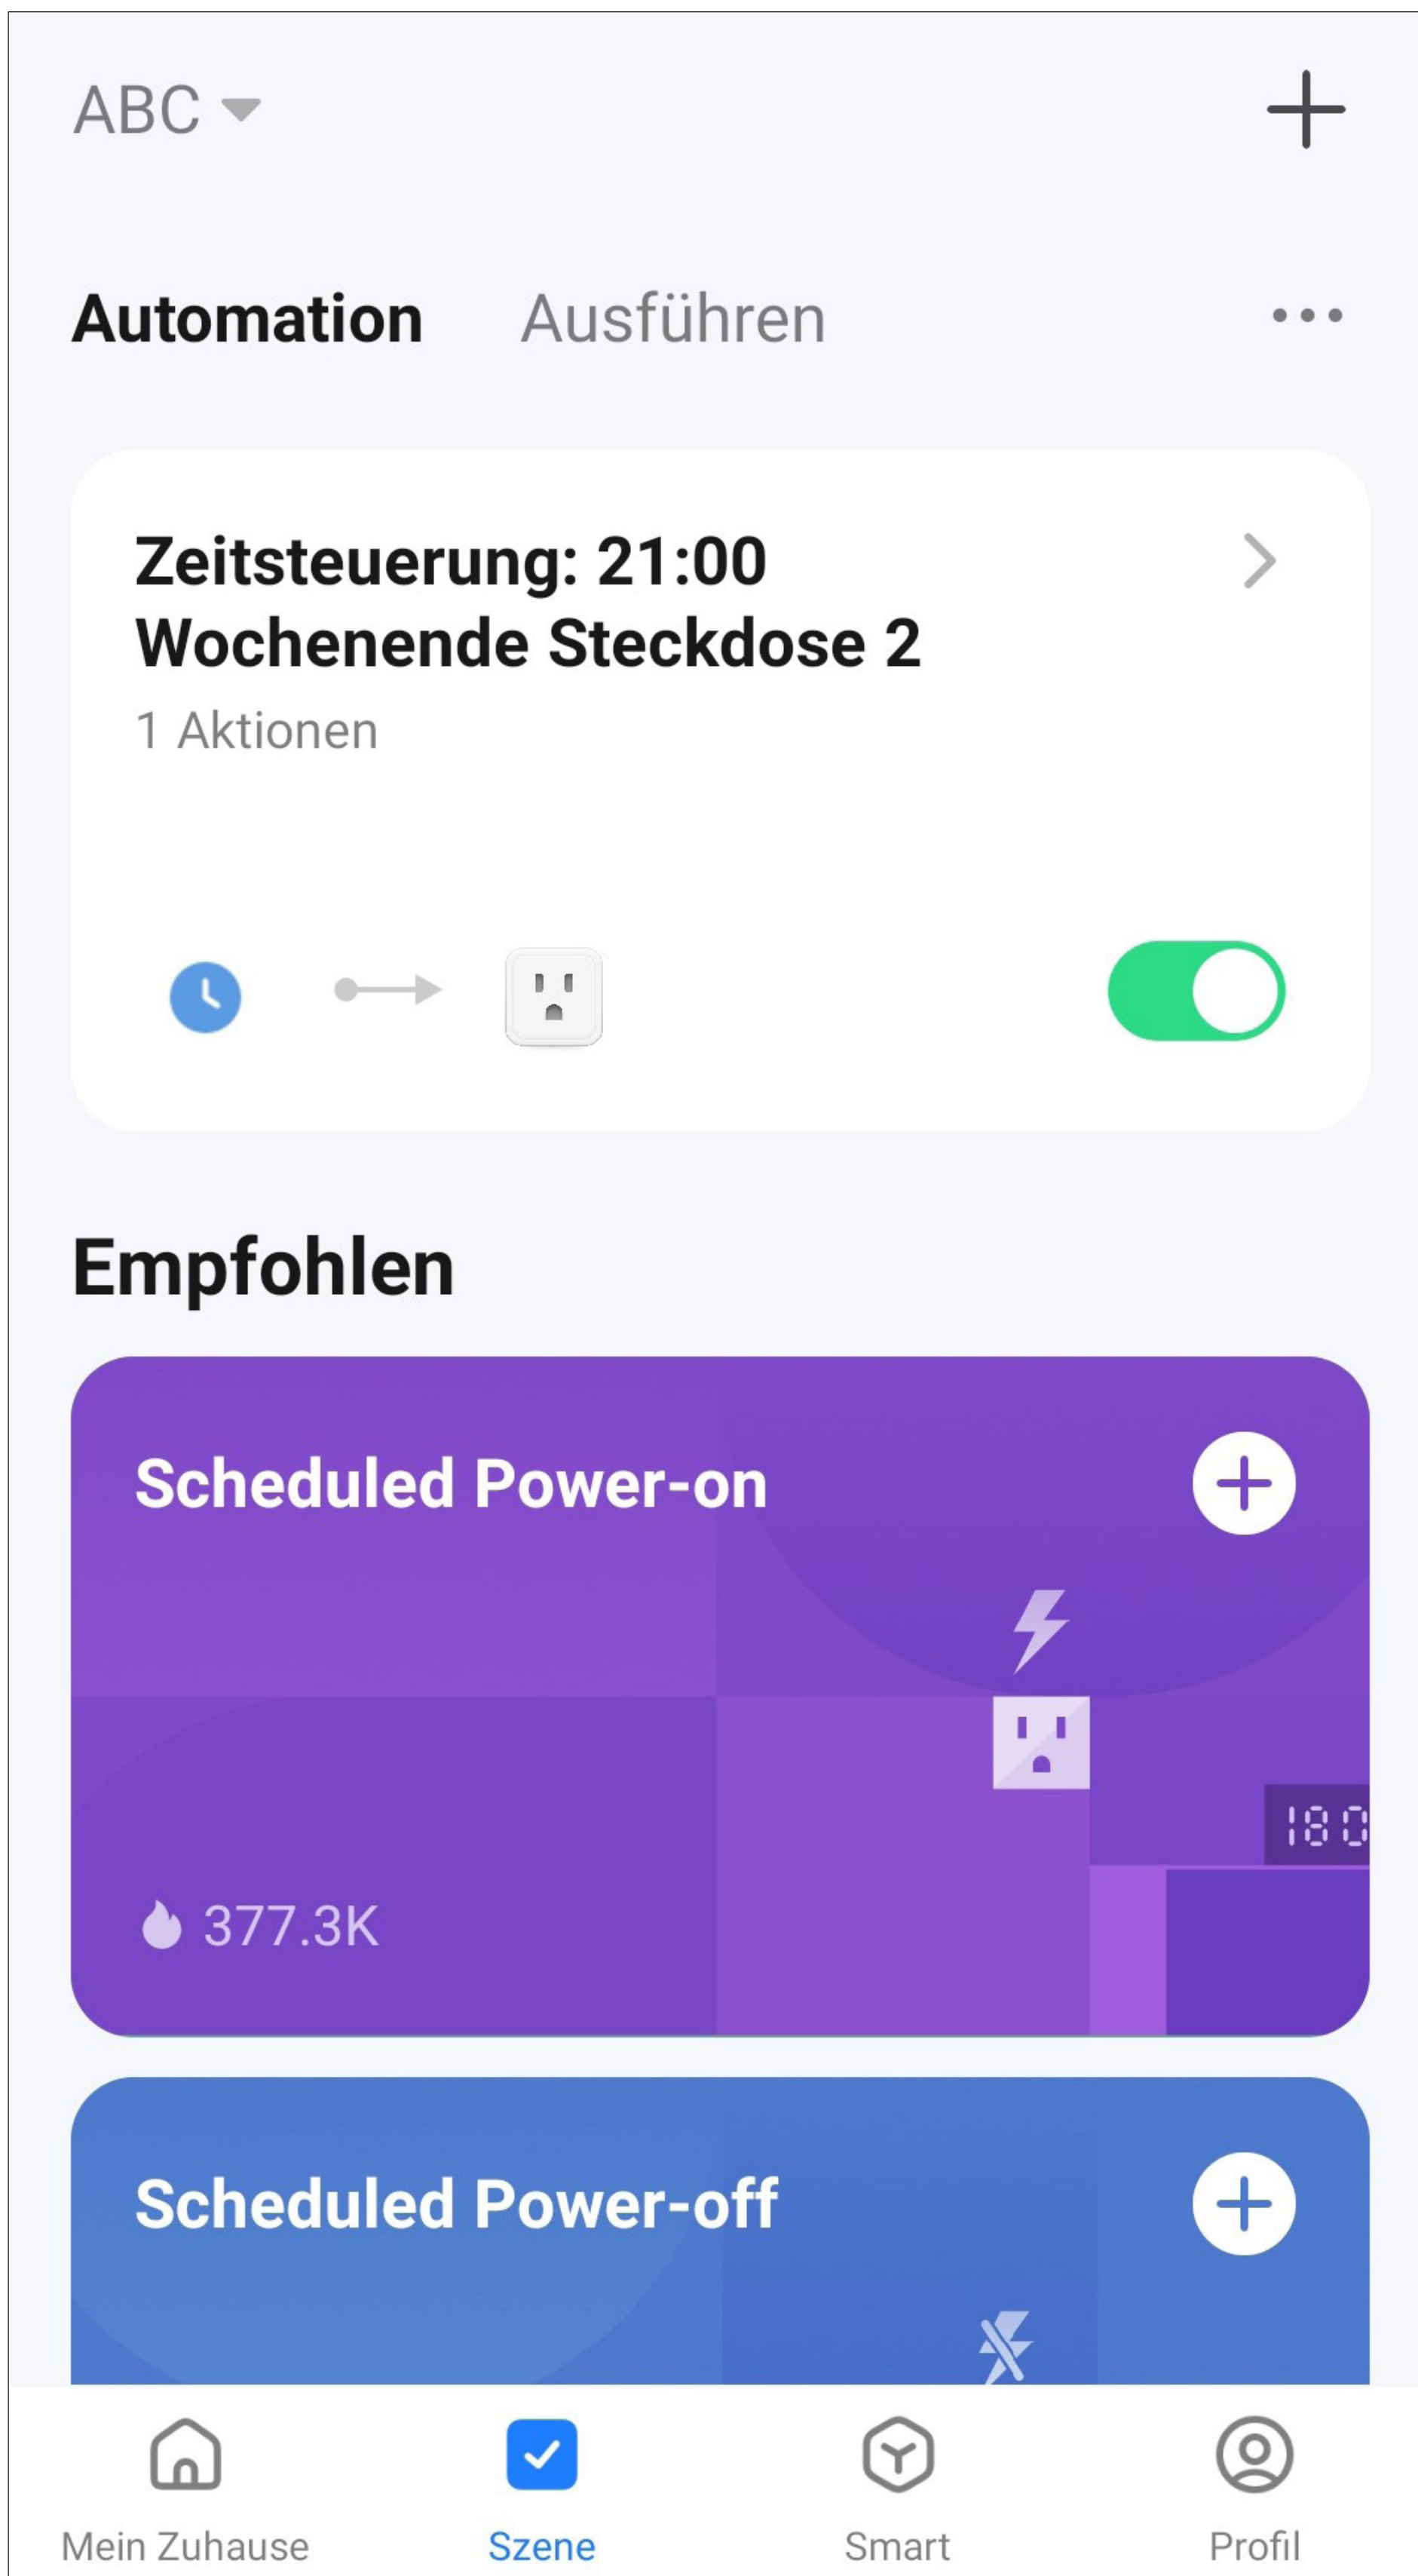 ABC
Automation Ausführen
Zeitsteuerung: 21:00
Wochenende Steckdose 2
1 Aktionen
Empfohlen
Scheduled Power-on
180
377.3K
Scheduled Power-off
Mein Zuhause Szene Smart Profil